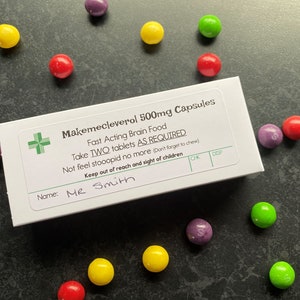 Makemecleverol 500mg Capsules
Fast Acting Brain Food
Take TWO tablets AS REQUIRED
Not feel stooopid no more (Don't forget to chew)
Keep out of reach and sight of children
Name: MR Smith